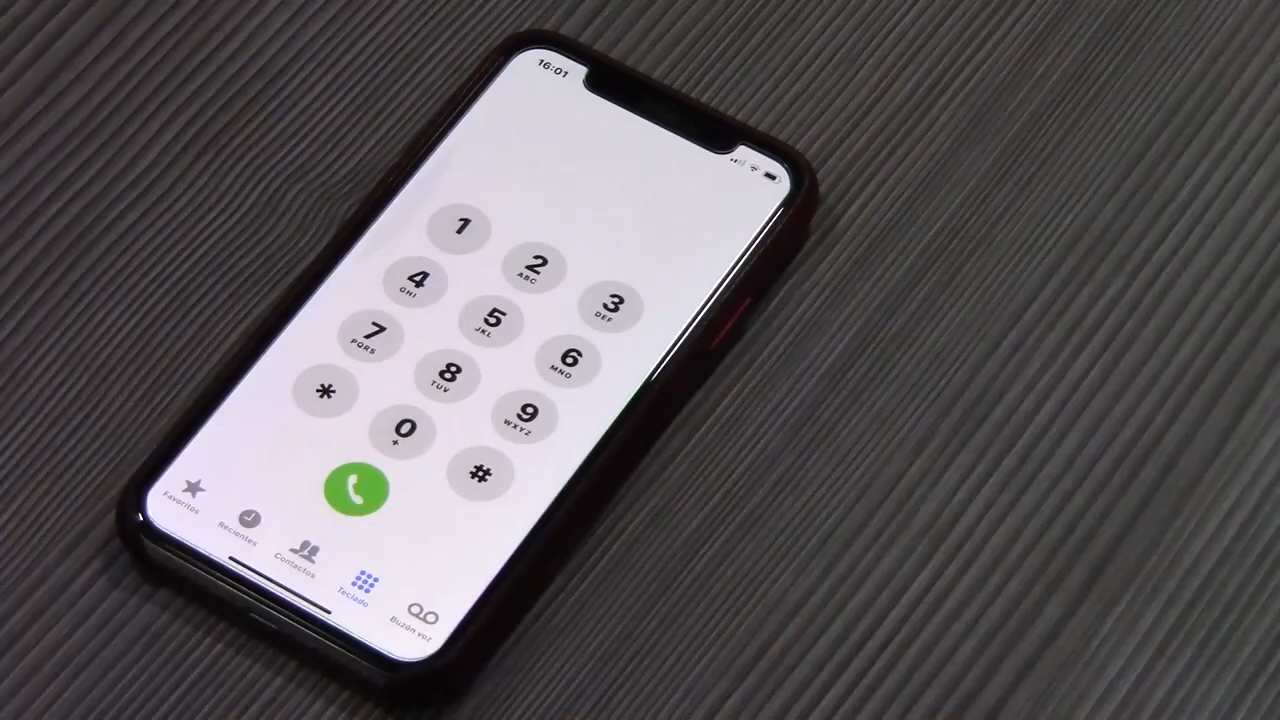 16:01
1
2
ABC
3
DEF
4
GHI
5
JKL
6
MNO
7
PQRS
8
TUV
9
WXYZ
*
0
+
#
Favoritos
Recientes
Contactos
Teclado
Buzón voz